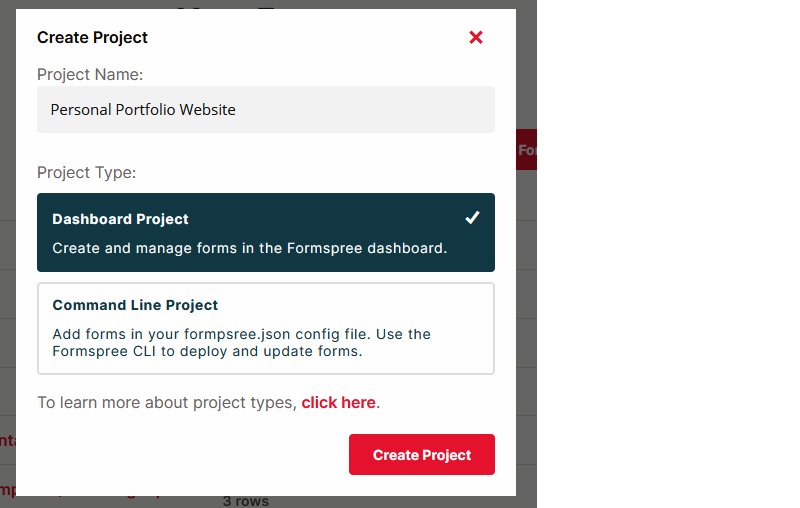 Create Project
Project Name:
Personal Portfolio Website
Project Type:
Dashboard Project
Create and manage forms in the Formspree dashboard.
Command Line Project
Add forms in your formpsree.json config file. Use the
Formspree CLI to deploy and update forms.
To learn more about project types, click here.
Create Project
3 rows